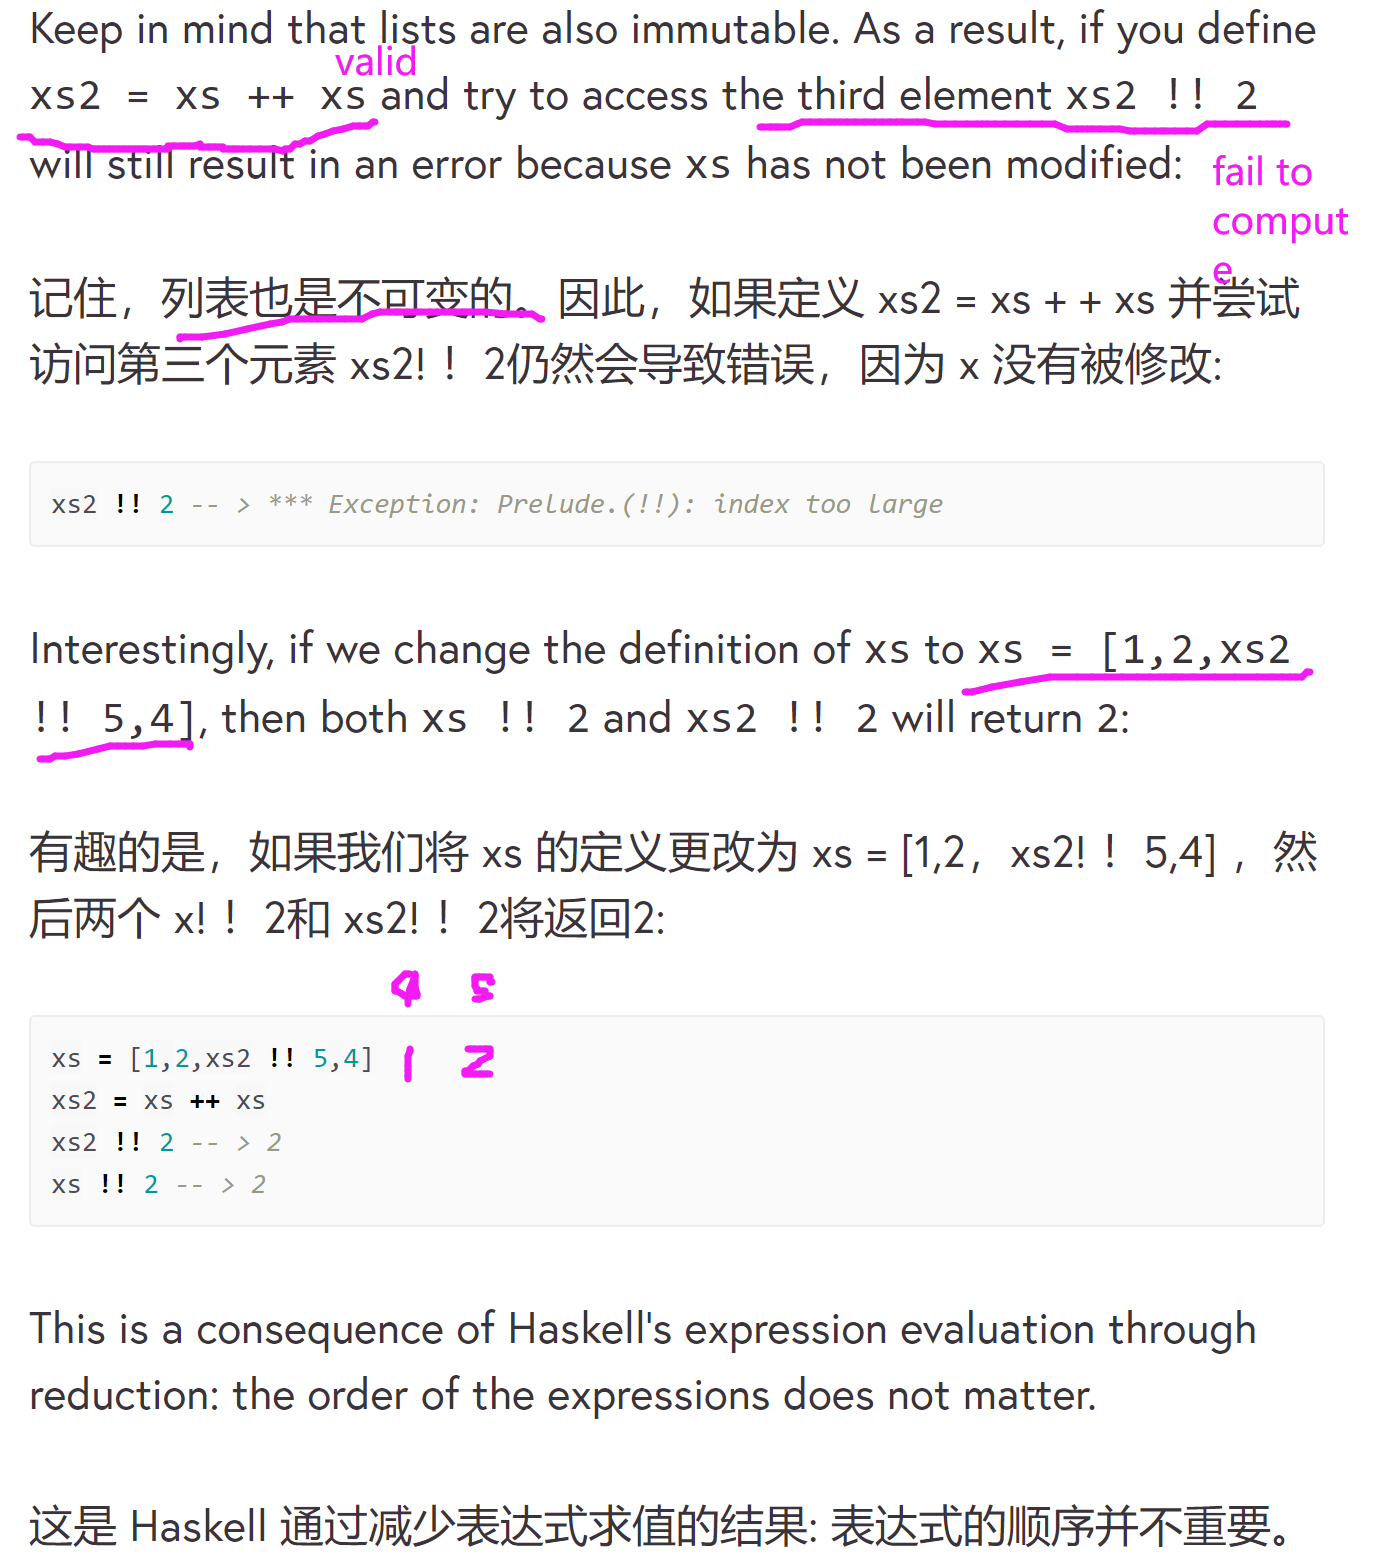 Keep in mind that lists are also immutable. As a result, if you define
valid
xs2 = xs ++ xs and try to access the third element xs2 !! 2
will still result in an error because xs has not been modified:
fail to
comput
e
记住，列表也是不可变的。因此，如果定义 xs2 = xs + + xs 并尝试
访问第三个元素 xs2!！ 2仍然会导致错误，因为 x 没有被修改:
xs2 !! 2 -- > *** Exception: Prelude.(!!): index too large
Interestingly, if we change the definition of xs to xs = [1,2,xs2
!! 5,4], then both xs !! 2 and xs2 !! 2 will return 2:
有趣的是，如果我们将 xs 的定义更改为 xs = [1,2，xs2!！ 5,4] ，然
后两个 x!！ 2和 xs2!！ 2将返回2:
4 5
xs = [1,2,xs2 !! 5,4] 1 2
xs2 = xs ++ xs
xs2 !! 2 -- > 2
xs !! 2 -- > 2
This is a consequence of Haskell's expression evaluation through
reduction: the order of the expressions does not matter.
这是 Haskell 通过减少表达式求值的结果: 表达式的顺序并不重要。